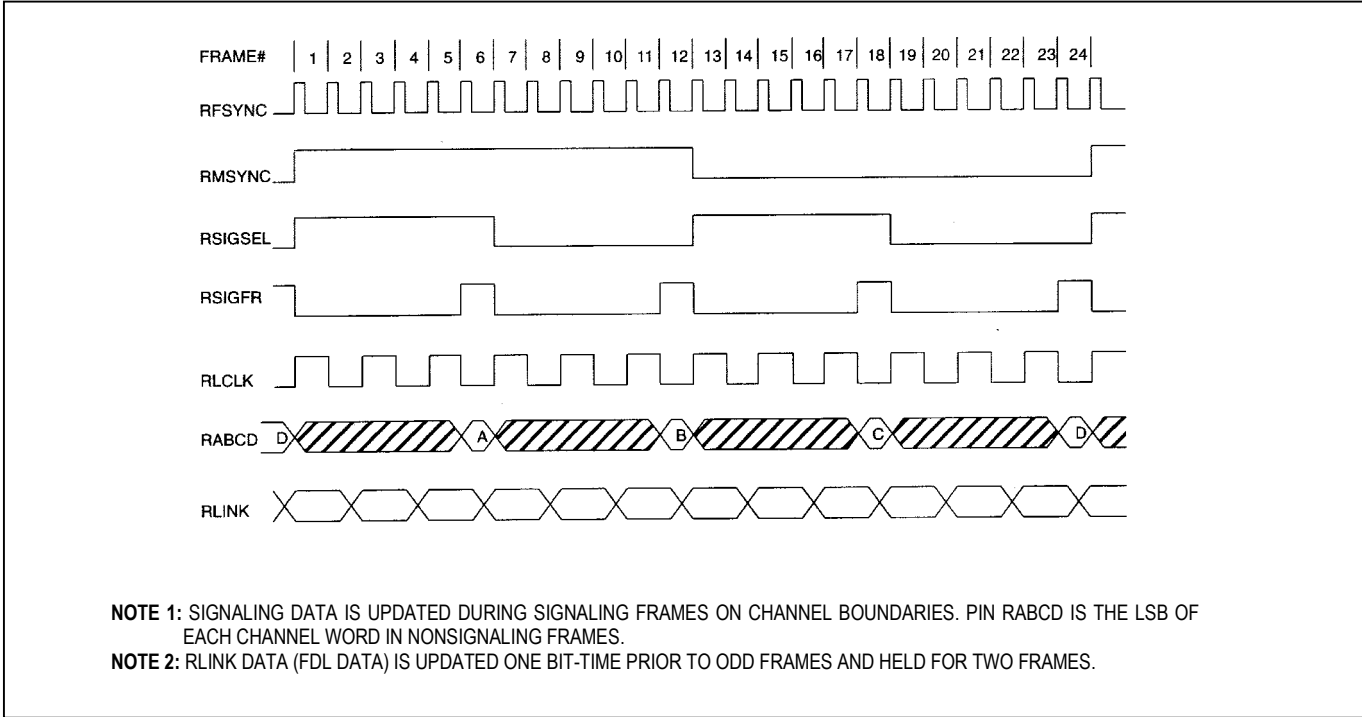 FRAME# 1 2 3 4 5 6 7 8 9 10 11 12 13 14 15 16 17 18 19 20 21 22 23 24
RFSYNC
RMSYNC
RSIGSEL
RSIGFR
RLCLK
RABCD D A B C D
RLINK
NOTE 1: SIGNALING DATA IS UPDATED DURING SIGNALING FRAMES ON CHANNEL BOUNDARIES. PIN RABCD IS THE LSB OF
EACH CHANNEL WORD IN NONSIGNALING FRAMES.
NOTE 2: RLINK DATA (FDL DATA) IS UPDATED ONE BIT-TIME PRIOR TO ODD FRAMES AND HELD FOR TWO FRAMES.